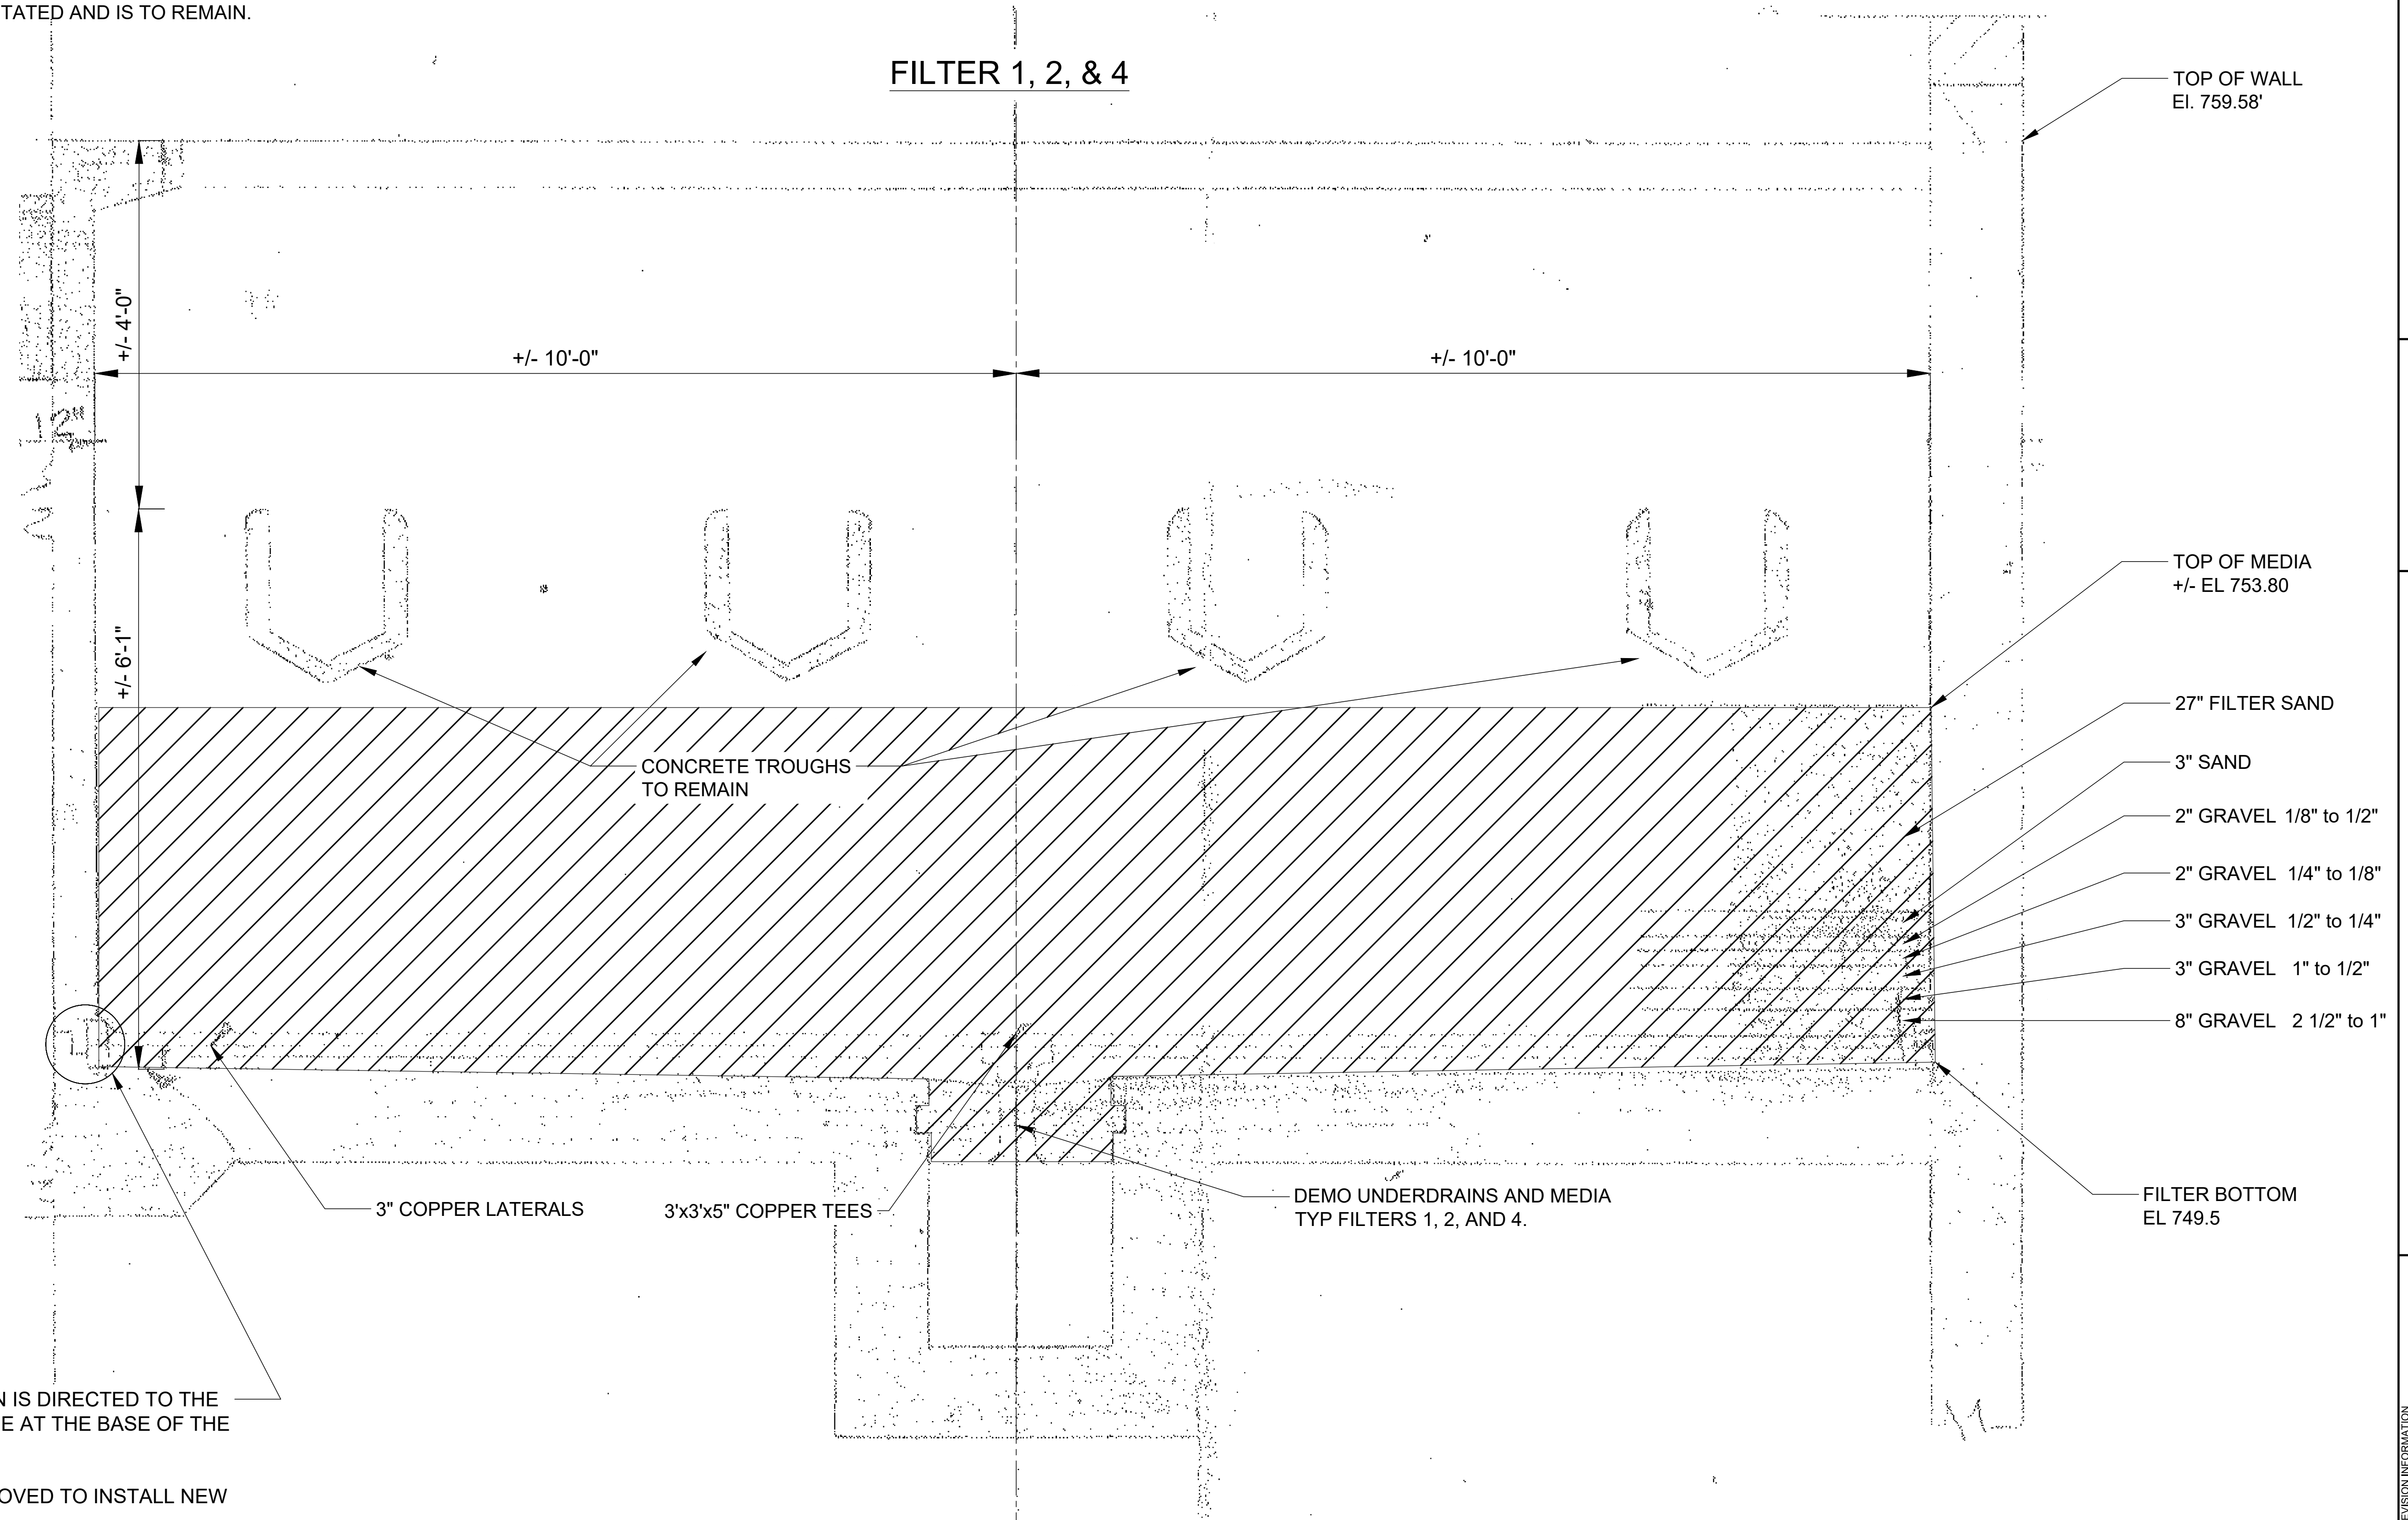 TATED AND IS TO REMAIN.
FILTER 1, 2, & 4
TOP OF WALL
El. 759.58'
+/- 4'-0"
+/- 10'-0"
+/- 10'-0"
12"
TOP OF MEDIA
+/- EL 753.80
+/- 6'-1"
27" FILTER SAND
CONCRETE TROUGHS
TO REMAIN
3" SAND
2" GRAVEL 1/8" to 1/2"
2" GRAVEL 1/4" to 1/8"
3" GRAVEL 1/2" to 1/4"
3" GRAVEL 1" to 1/2"
8" GRAVEL 2 1/2" to 1"
3" COPPER LATERALS
3'x3'x5" COPPER TEES
DEMO UNDERDRAINS AND MEDIA
TYP FILTERS 1, 2, AND 4.
FILTER BOTTOM
EL 749.5
N IS DIRECTED TO THE
E AT THE BASE OF THE
OVED TO INSTALL NEW
VISION INFORMATION